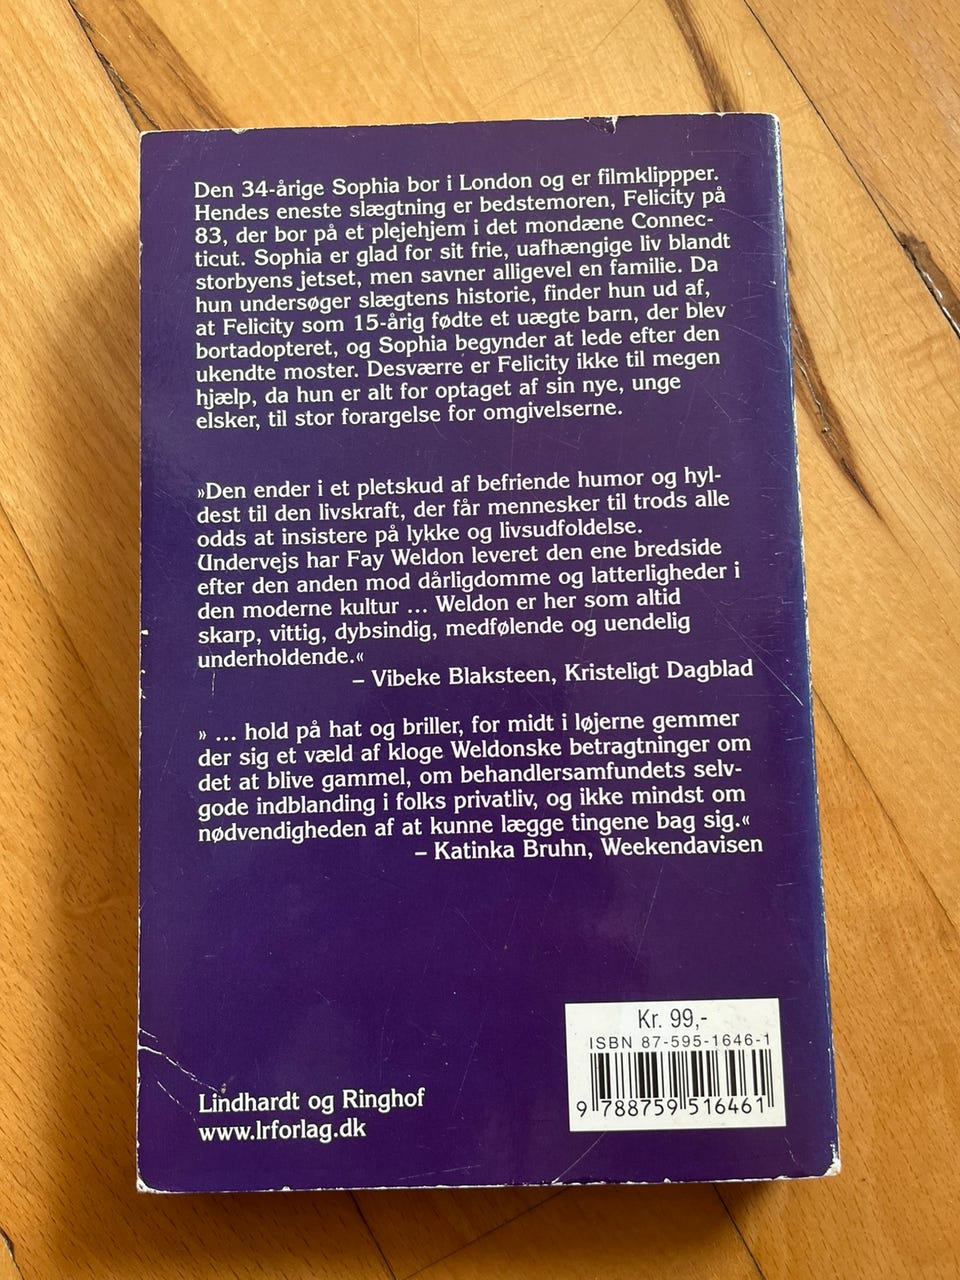 Den 34-årige Sophia bor i London og er filmklippper.
Hendes eneste slægtning er bedstemoren, Felicity på
83, der bor på et plejehjem i det mondæne Connec-
ticut. Sophia er glad for sit frie, uafhængige liv blandt
storbyens jetset, men savner alligevel en familie. Da
hun undersøger slægtens historie, finder hun ud af,
at Felicity som 15-årig fødte et uægte barn, der blev
bortadopteret, og Sophia begynder at lede efter den
ukendte moster. Desværre er Felicity ikke til megen
hjælp, da hun er alt for optaget af sin nye, unge
elsker, til stor forargelse for omgivelserne.
»Den ender i et pletskud af befriende humor og hyl-
dest til den livskraft, der får mennesker til trods alle
odds at insistere på lykke og livsudfoldelse.
Undervejs har Fay Weldon leveret den ene bredside
efter den anden mod dårligdomme og latterligheder i
den moderne kultur ... Weldon er her som altid
skarp, vittig, dybsindig, medfølende og uendelig
underholdende.«
– Vibeke Blaksteen, Kristeligt Dagblad
» ... hold på hat og briller, for midt i løjerne gemmer
der sig et væld af kloge Weldonske betragtninger om
det at blive gammel, om behandlersamfundets selv-
gode indblanding i folks privatliv, og ikke mindst om
nødvendigheden af at kunne lægge tingene bag sig.«
– Katinka Bruhn, Weekendavisen
Kr. 99,-
ISBN 87-595-1646-1
9 788759 516461
Lindhardt og Ringhof
www.lrforlag.dk